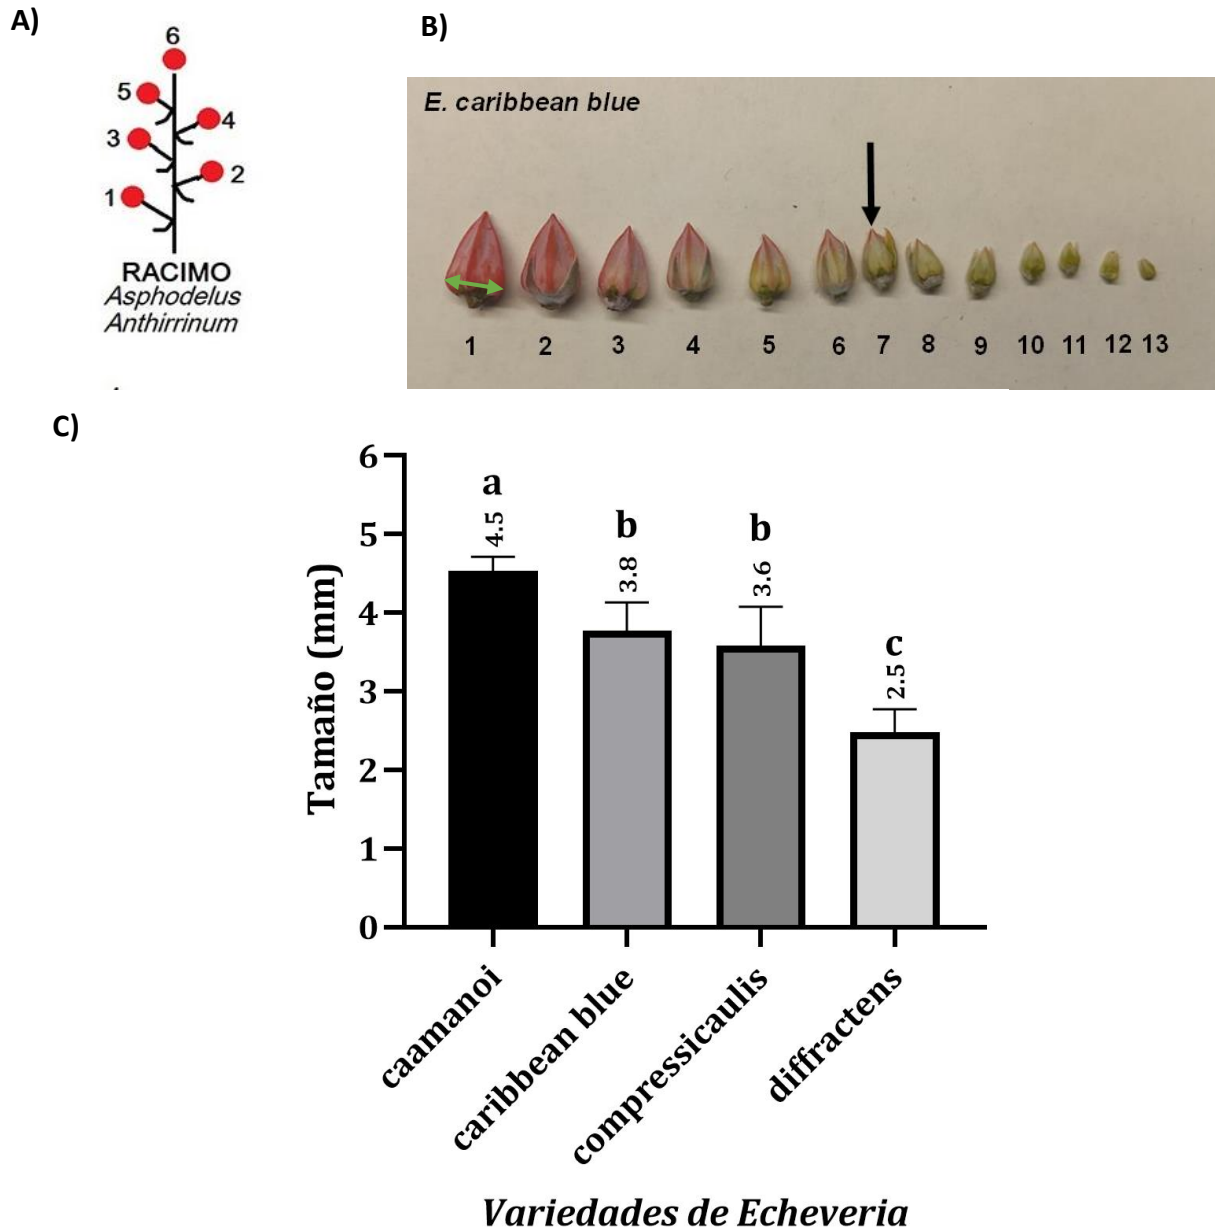 A)
6
5
4
3
2
1
RACIMO
Asphodelus
Anthirrinum
B)
E. caribbean blue
1 2 3 4 5 6 7 8 9 10 11 12 13
C)
Tamaño (mm)
6
5
4
3
2
1
0
a
4.5
b
3.8
b
3.6
c
2.5
caamanoi
caribbean blue
compressicaulis
diffractens
Variedades de Echeveria